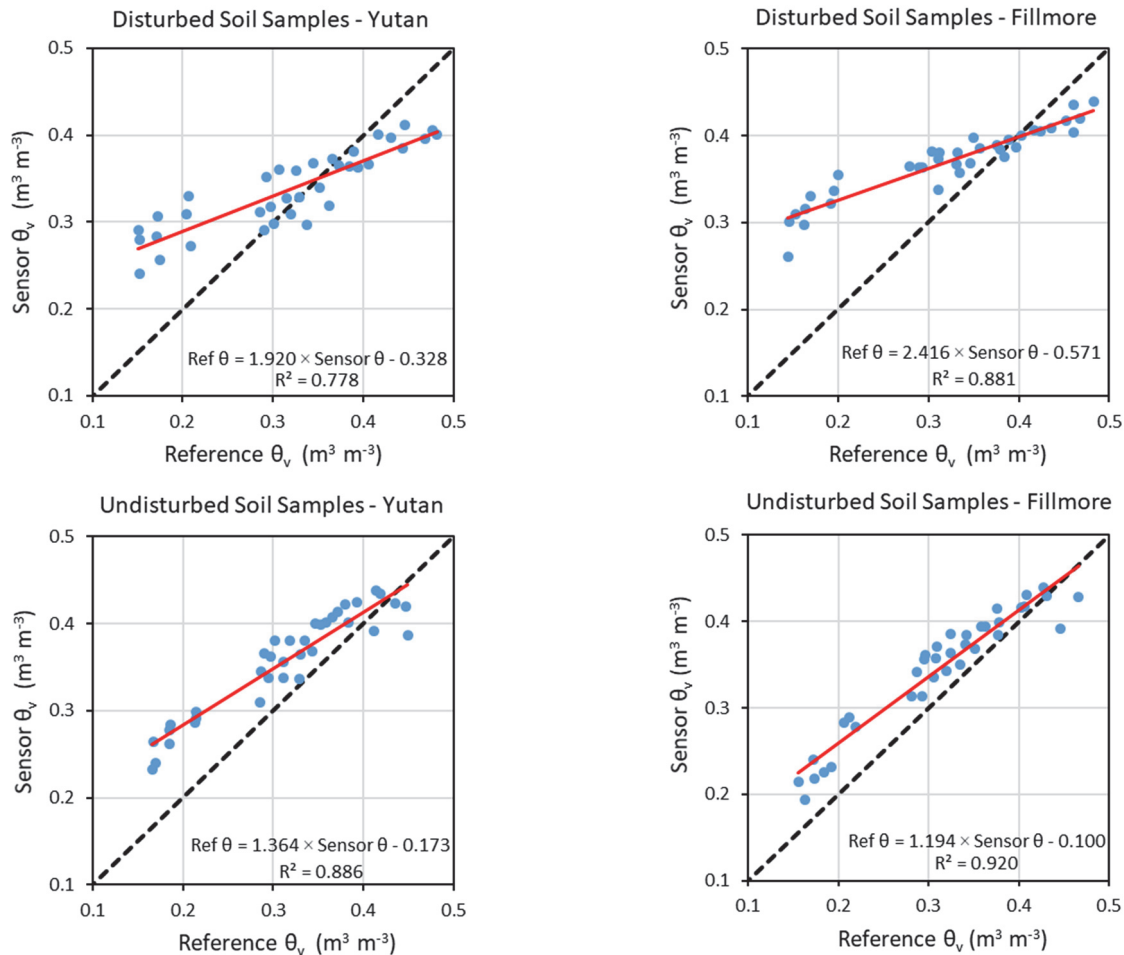 Disturbed Soil Samples - Yutan
0.5
0.4
0.3
0.2
0.1
Sensor θᵥ (m³ m⁻³)
Ref θ = 1.920 × Sensor θ - 0.328
R² = 0.778
0.1 0.2 0.3 0.4 0.5
Reference θᵥ (m³ m⁻³)
Disturbed Soil Samples - Fillmore
0.5
0.4
0.3
0.2
0.1
Sensor θᵥ (m³ m⁻³)
Ref θ = 2.416 × Sensor θ - 0.571
R² = 0.881
0.1 0.2 0.3 0.4 0.5
Reference θᵥ (m³ m⁻³)
Undisturbed Soil Samples - Yutan
0.5
0.4
0.3
0.2
0.1
Sensor θᵥ (m³ m⁻³)
Ref θ = 1.364 × Sensor θ - 0.173
R² = 0.886
0.1 0.2 0.3 0.4 0.5
Reference θᵥ (m³ m⁻³)
Undisturbed Soil Samples - Fillmore
0.5
0.4
0.3
0.2
0.1
Sensor θᵥ (m³ m⁻³)
Ref θ = 1.194 × Sensor θ - 0.100
R² = 0.920
0.1 0.2 0.3 0.4 0.5
Reference θᵥ (m³ m⁻³)